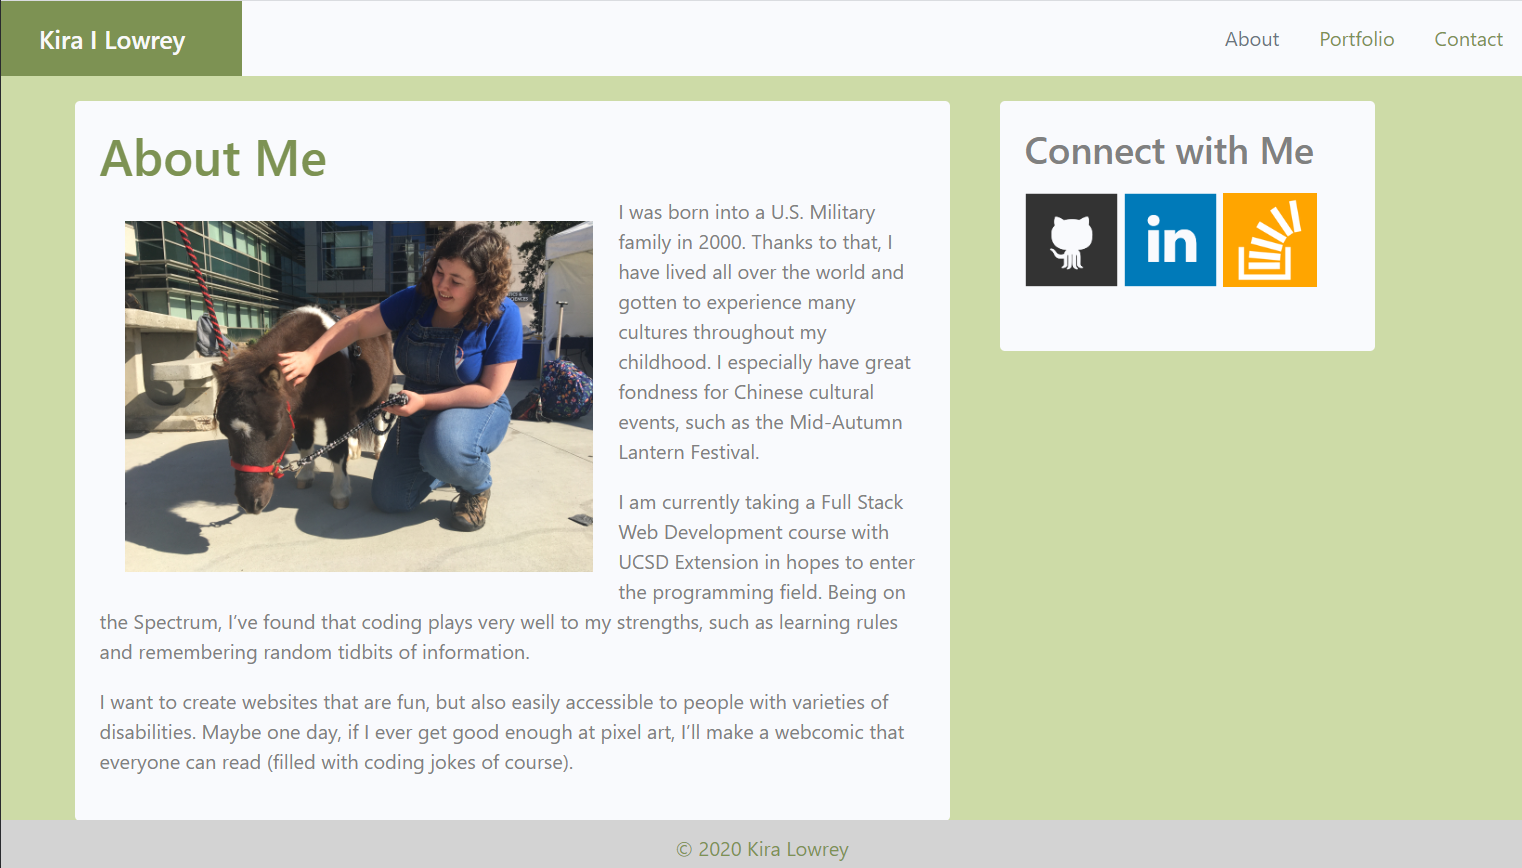 Kira I Lowrey
About
Portfolio
Contact
About Me
I was born into a U.S. Military
family in 2000. Thanks to that, I
have lived all over the world and
gotten to experience many
cultures throughout my
childhood. I especially have great
fondness for Chinese cultural
events, such as the Mid-Autumn
Lantern Festival.
I am currently taking a Full Stack
Web Development course with
UCSD Extension in hopes to enter
the programming field. Being on
the Spectrum, I’ve found that coding plays very well to my strengths, such as learning rules
and remembering random tidbits of information.
I want to create websites that are fun, but also easily accessible to people with varieties of
disabilities. Maybe one day, if I ever get good enough at pixel art, I’ll make a webcomic that
everyone can read (filled with coding jokes of course).
Connect with Me
in
© 2020 Kira Lowrey